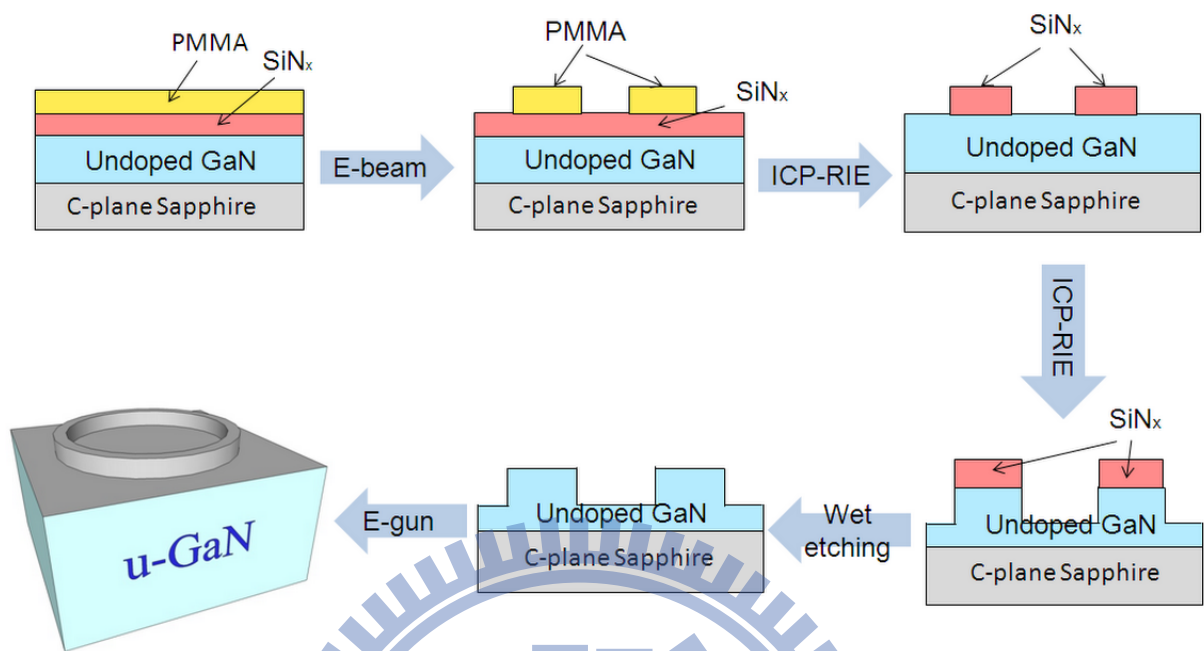 PMMA
SiNx
Undoped GaN
C-plane Sapphire
E-beam
PMMA
SiNx
Undoped GaN
C-plane Sapphire
ICP-RIE
SiNx
Undoped GaN
C-plane Sapphire
ICP-RIE
SiNx
Undoped GaN
C-plane Sapphire
Wet
etching
Undoped GaN
C-plane Sapphire
E-gun
u-GaN